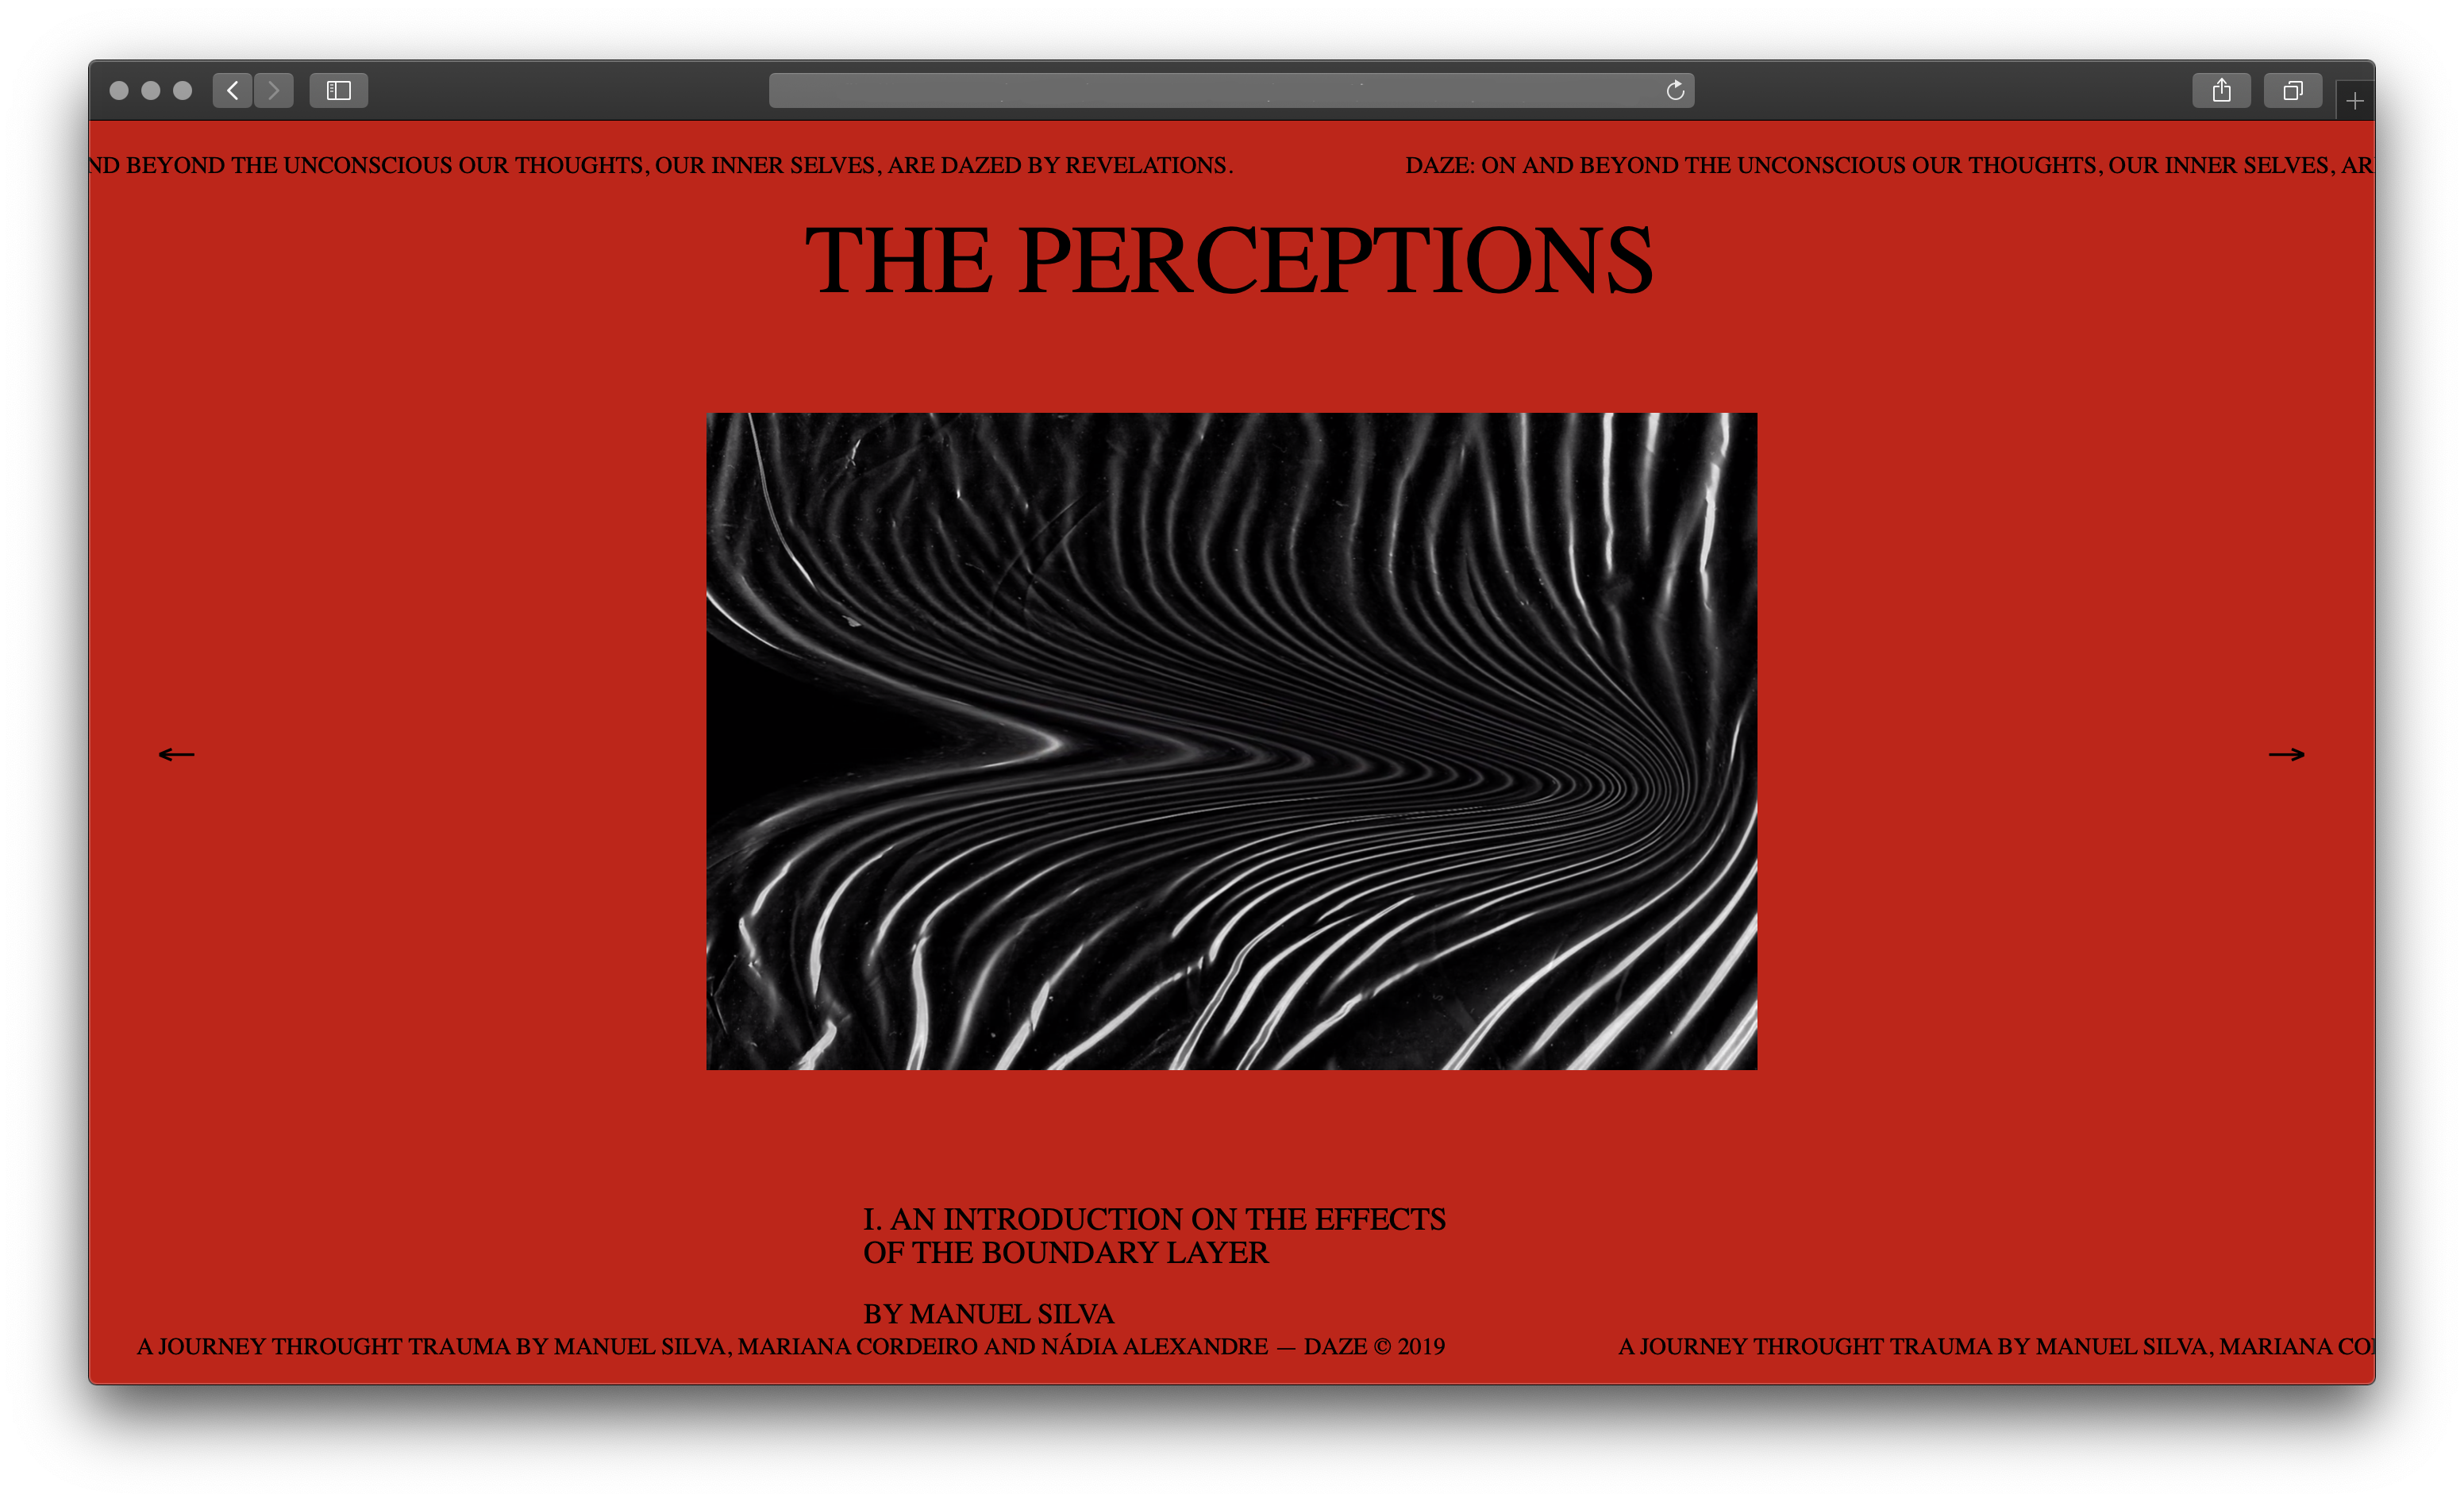 ND BEYOND THE UNCONSCIOUS OUR THOUGHTS, OUR INNER SELVES, ARE DAZED BY REVELATIONS. DAZE: ON AND BEYOND THE UNCONSCIOUS OUR THOUGHTS, OUR INNER SELVES, AR
THE PERCEPTIONS
← →
I. AN INTRODUCTION ON THE EFFECTS
OF THE BOUNDARY LAYER
BY MANUEL SILVA
A JOURNEY THROUGHT TRAUMA BY MANUEL SILVA, MARIANA CORDEIRO AND NÁDIA ALEXANDRE — DAZE © 2019 A JOURNEY THROUGHT TRAUMA BY MANUEL SILVA, MARIANA CO